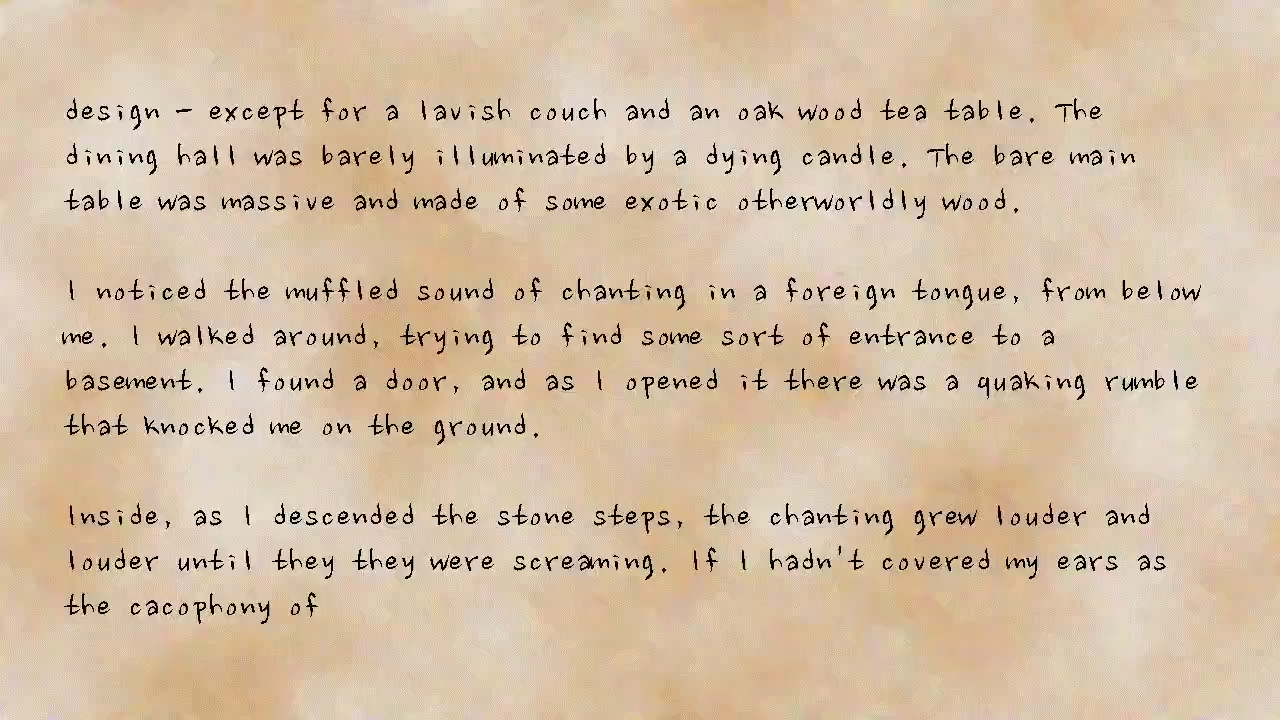 design - except for a lavish couch and an oak wood tea table. The
dining hall was barely illuminated by a dying candle. The bare main
table was massive and made of some exotic otherworldly wood.
I noticed the muffled sound of chanting in a foreign tongue, from below
me. I walked around, trying to find some sort of entrance to a
basement. I found a door, and as I opened it there was a quaking rumble
that knocked me on the ground.
Inside, as I descended the stone steps, the chanting grew louder and
louder until they they were screaming. If I hadn't covered my ears as
the cacophony of